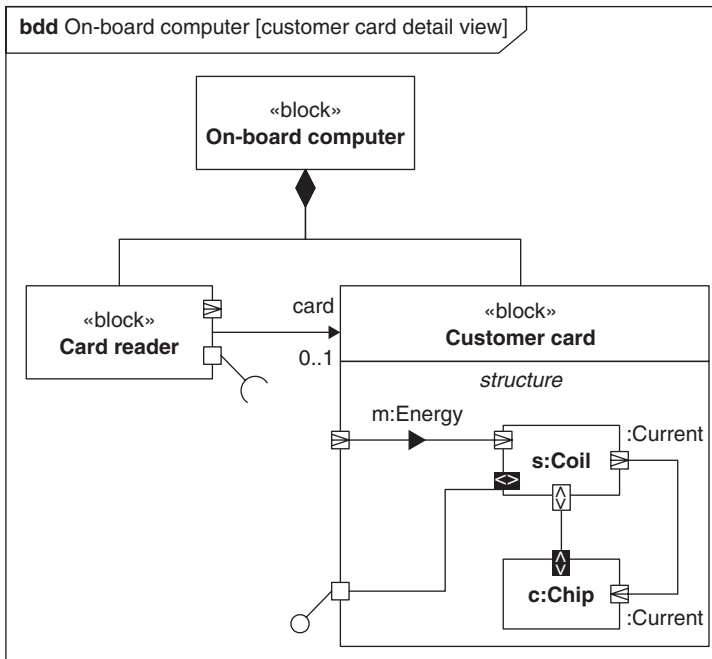 bdd On-board computer [customer card detail view]
«block»
On-board computer
«block»
Card reader
card
0..1
«block»
Customer card
structure
m:Energy
s:Coil
:Current
<>
<>
<>
c:Chip
:Current